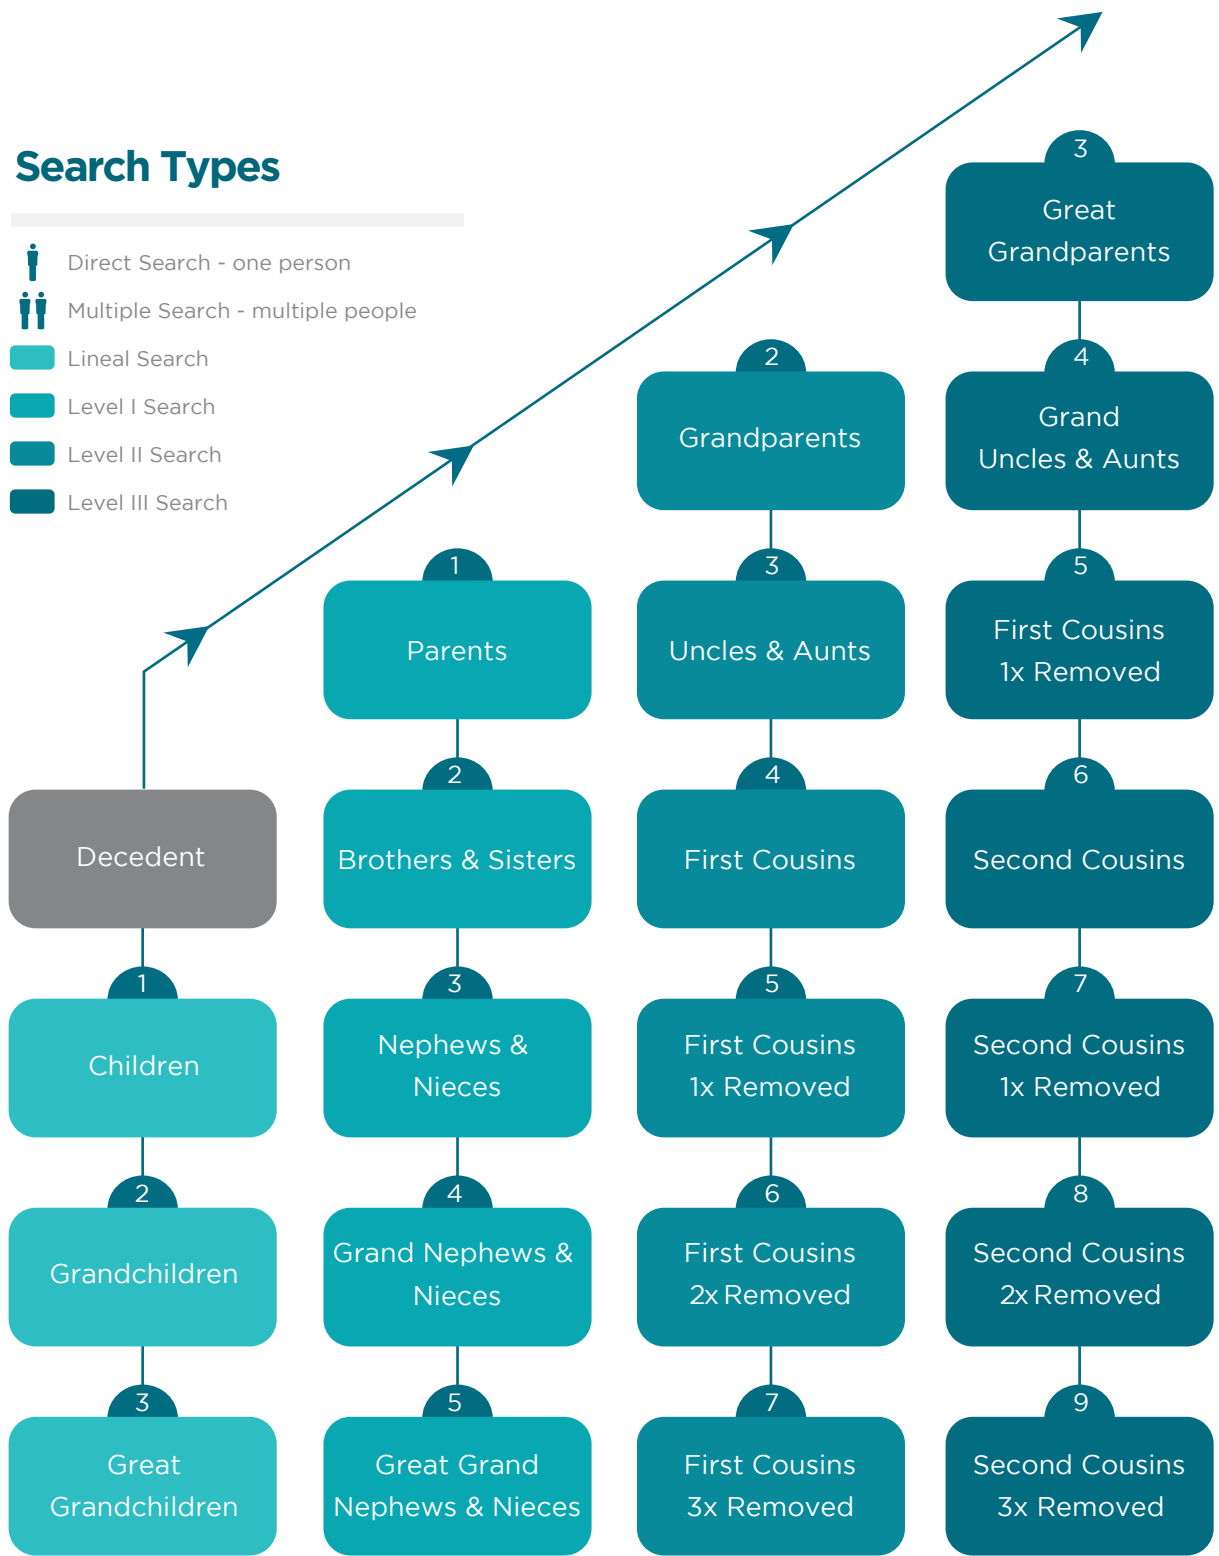 Search Types
Direct Search - one person
Multiple Search - multiple people
Lineal Search
Level I Search
Level II Search
Level III Search
Decedent
1
Children
2
Grandchildren
3
Great
Grandchildren
1
Parents
2
Brothers & Sisters
3
Nephews &
Nieces
4
Grand Nephews &
Nieces
5
Great Grand
Nephews & Nieces
2
Grandparents
3
Uncles & Aunts
4
First Cousins
5
First Cousins
1x Removed
6
First Cousins
2x Removed
7
First Cousins
3x Removed
3
Great
Grandparents
4
Grand
Uncles & Aunts
5
First Cousins
1x Removed
6
Second Cousins
7
Second Cousins
1x Removed
8
Second Cousins
2x Removed
9
Second Cousins
3x Removed